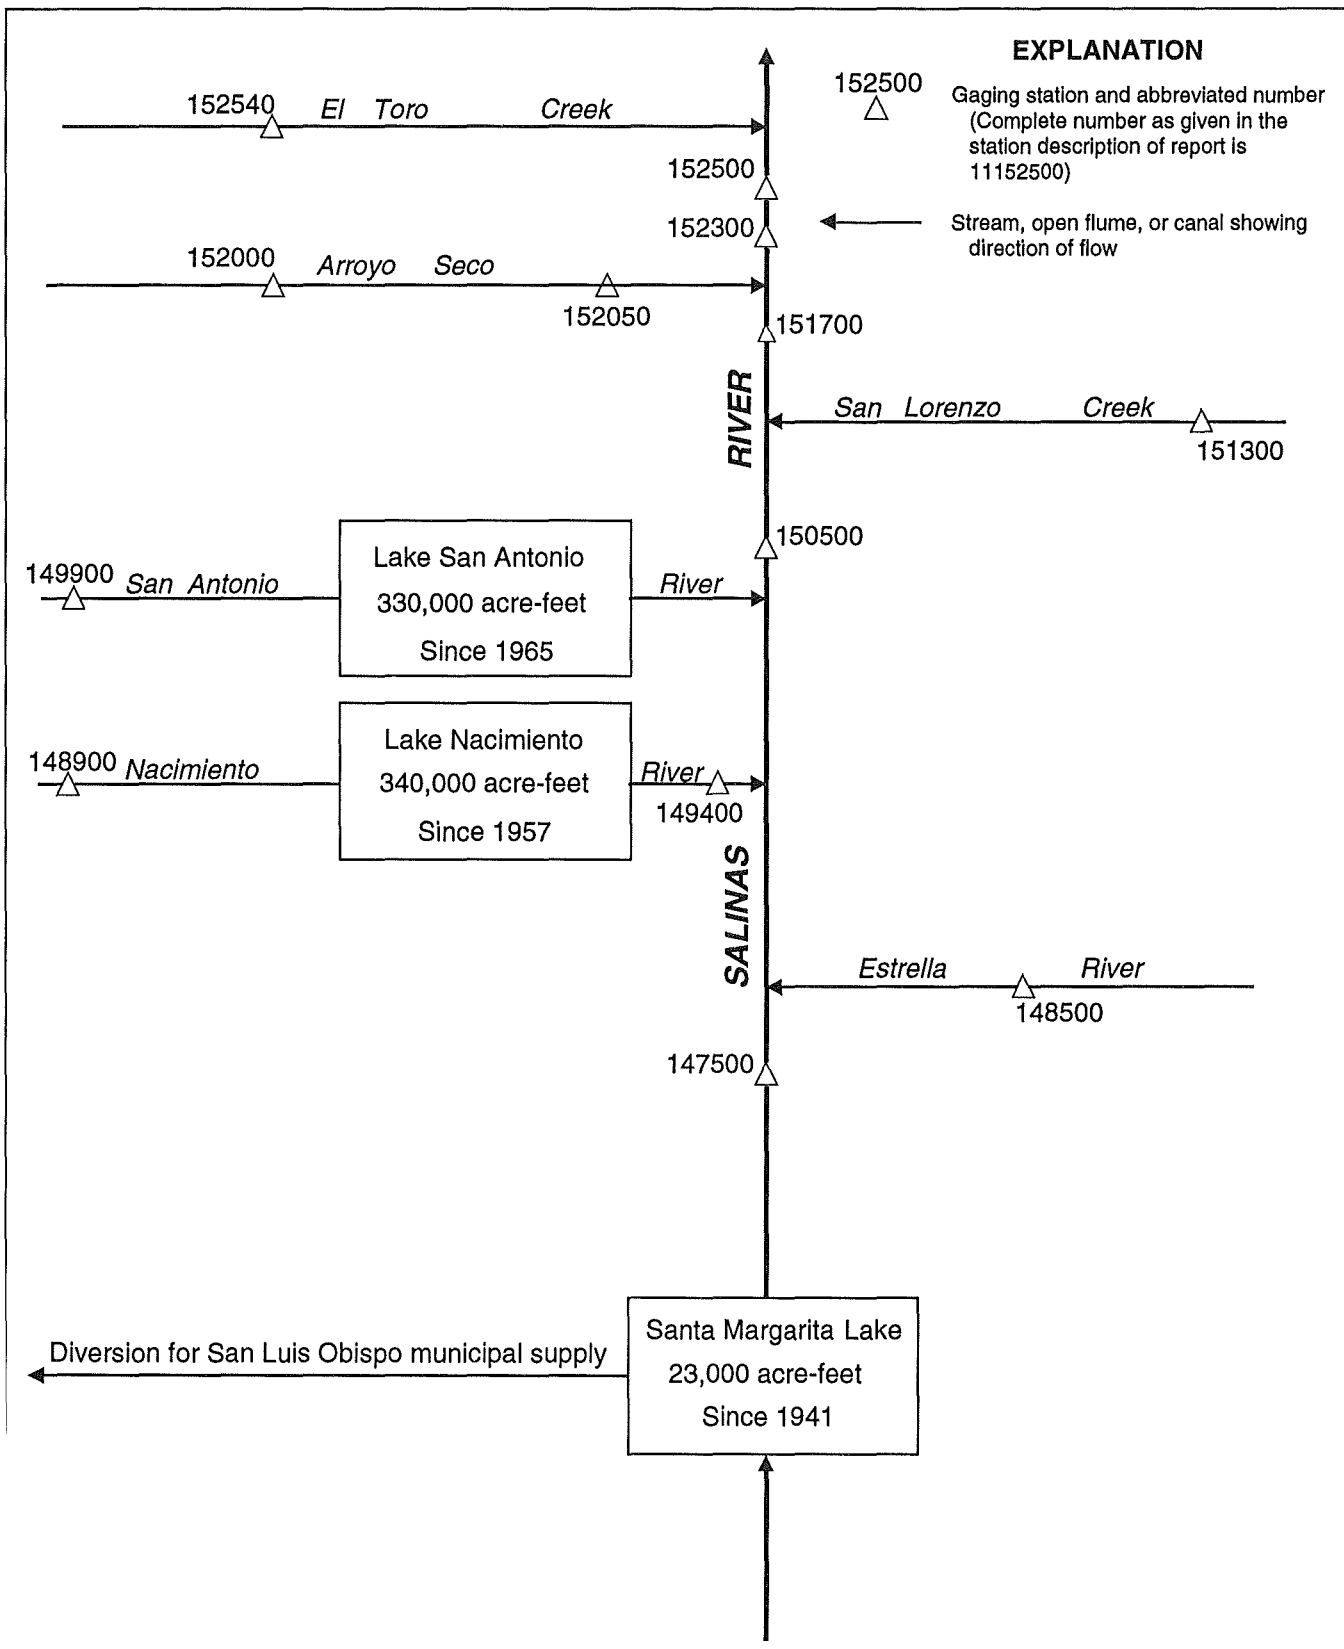 EXPLANATION
152500
Gaging station and abbreviated number
(Complete number as given in the
station description of report is
11152500)
Stream, open flume, or canal showing
direction of flow
152540
El Toro Creek
152500
152300
152000
Arroyo Seco
152050
151700
San Lorenzo Creek
151300
RIVER
150500
149900
San Antonio
Lake San Antonio
330,000 acre-feet
Since 1965
River
148900
Nacimiento
Lake Nacimiento
340,000 acre-feet
Since 1957
River
149400
SALINAS
Estrella River
148500
147500
Santa Margarita Lake
23,000 acre-feet
Since 1941
Diversion for San Luis Obispo municipal supply